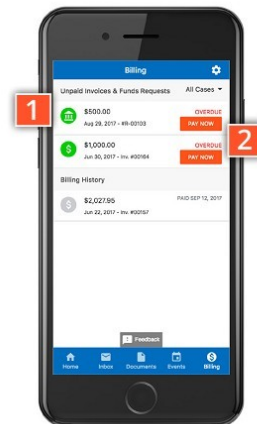 Billing
Unpaid Invoices & Funds Requests
All Cases
1
$500.00
OVERDUE
Aug 29, 2017 - #R-00103
PAY NOW
2
$1,000.00
OVERDUE
Jun 30, 2017 - Inv. #00164
PAY NOW
Billing History
$2,027.95
PAID SEP 12, 2017
Jun 22, 2017 - Inv. #00157
Feedback
Home
Inbox
Documents
Events
Billing